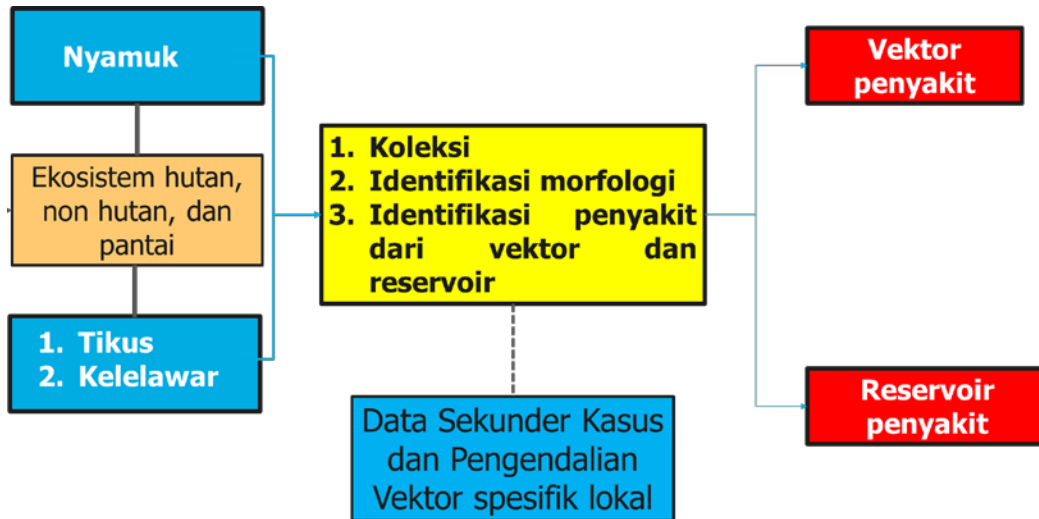 Nyamuk
Ekosistem hutan,
non hutan, dan
pantai
1. Tikus
2. Kelelawar
1. Koleksi
2. Identifikasi morfologi
3. Identifikasi penyakit
dari vektor dan
reservoir
Data Sekunder Kasus
dan Pengendalian
Vektor spesifik lokal
Vektor
penyakit
Reservoir
penyakit